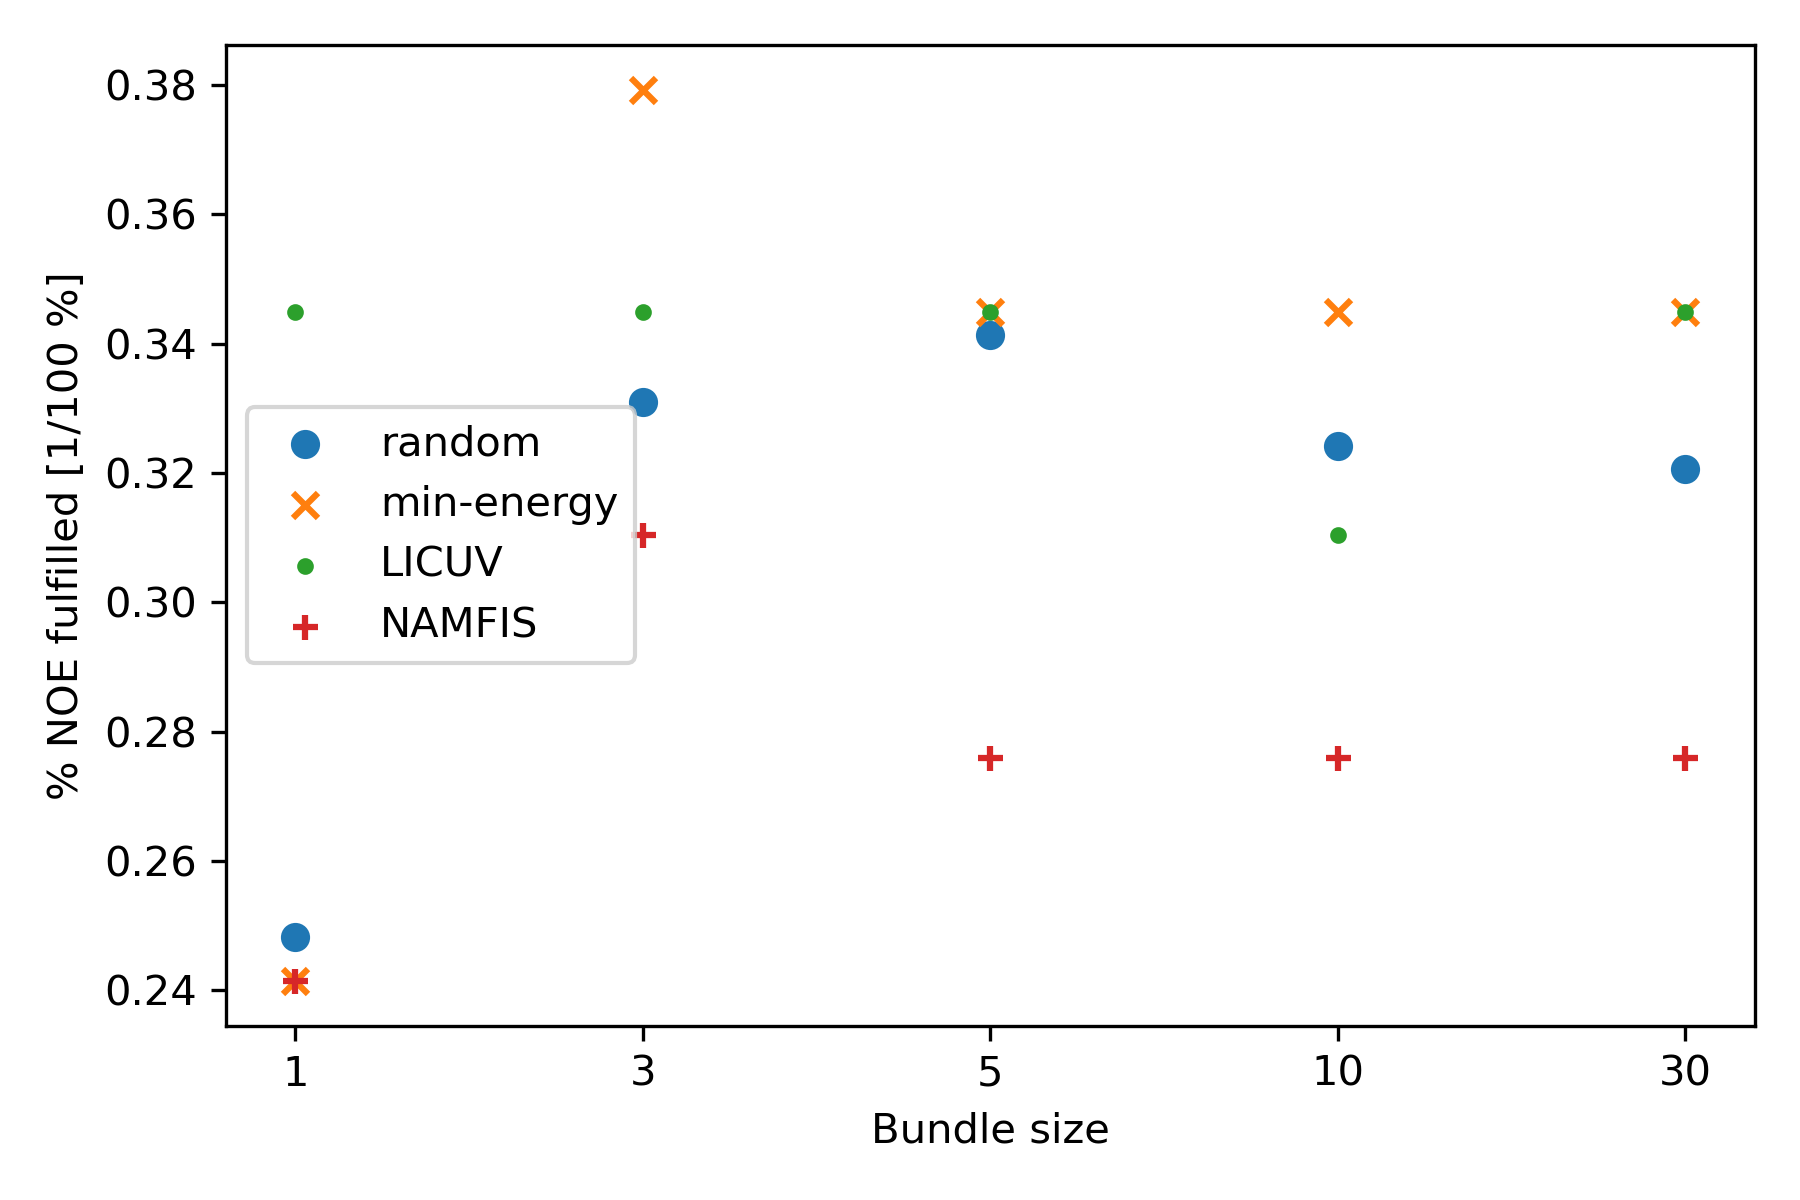 % NOE fulfilled [1/100 %]
0.38
0.36
0.34
0.32
0.30
0.28
0.26
0.24
random
min-energy
LICUV
NAMFIS
1 3 5 10 30
Bundle size